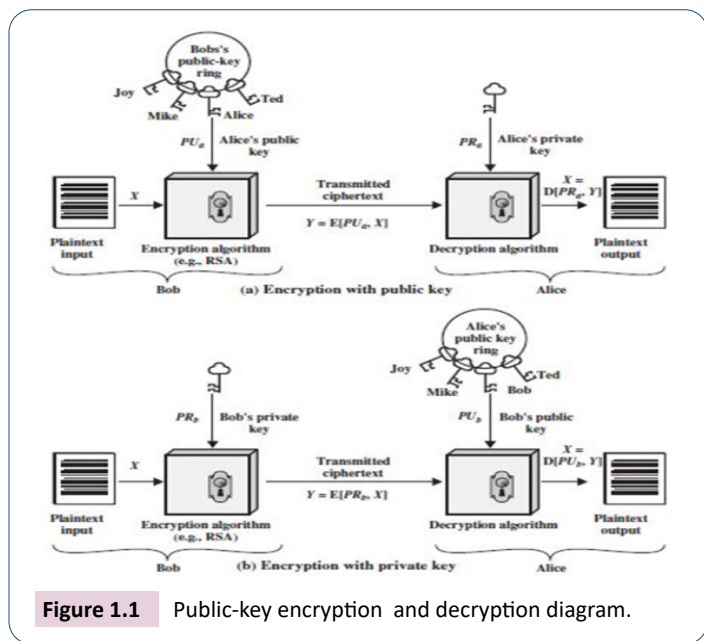 Bobs's
public-key
ring
Joy
Ted
Mike
Alice
PUa
Alice's public
key
PRa
Alice's private
key
X
Transmitted
ciphertext
X =
D[PRa, Y]
Y = E[PUa, X]
Plaintext
input
Encryption algorithm
(e.g., RSA)
Decryption algorithm
Plaintext
output
Bob
(a) Encryption with public key
Alice
Alice's
public key
ring
Joy
Ted
Mike
Bob
PRb
Bob's private
key
PUb
Bob's public
key
X
Transmitted
ciphertext
X =
D[PUb, Y]
Y = E[PRb, X]
Plaintext
input
Encryption algorithm
(e.g., RSA)
Decryption algorithm
Plaintext
output
Bob
(b) Encryption with private key
Alice
Figure 1.1 Public-key encryption and decryption diagram.